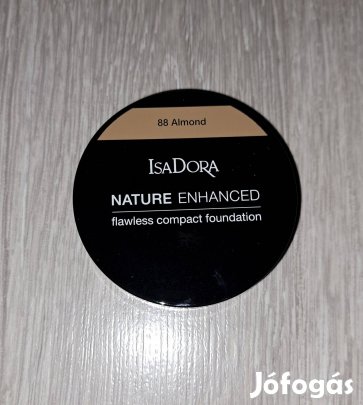 88 Almond
IsaDora
NATURE ENHANCED
flawless compact foundation
Jófogás